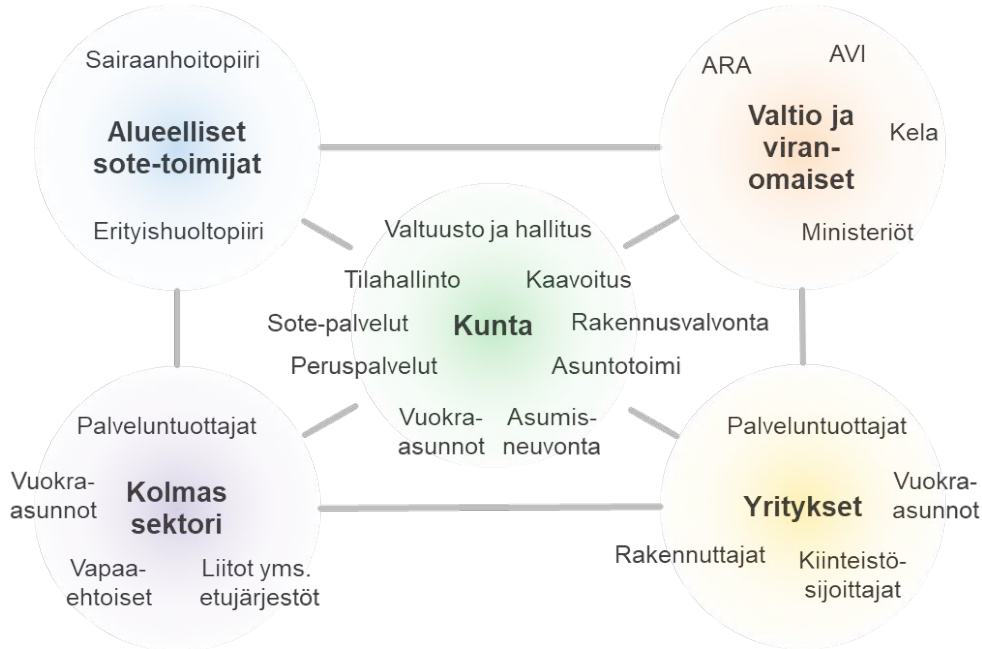 Sairaanhoitopiiri
Alueelliset
sote-toimijat
Erityishuoltopiiri
ARA
AVI
Valtio ja
viran-
omaiset
Kela
Ministeriöt
Valtuusto ja hallitus
Tilahallinto
Kaavoitus
Sote-palvelut
Kunta
Rakennusvalvonta
Peruspalvelut
Asuntotoimi
Vuokra-
asunnot
Asumis-
neuvonta
Palveluntuottajat
Vuokra-
asunnot
Kolmas
sektori
Vapaa-
ehtoiset
Liitot yms.
etujärjestöt
Palveluntuottajat
Vuokra-
asunnot
Yritykset
Rakennuttajat
Kiinteistö-
sijoittajat